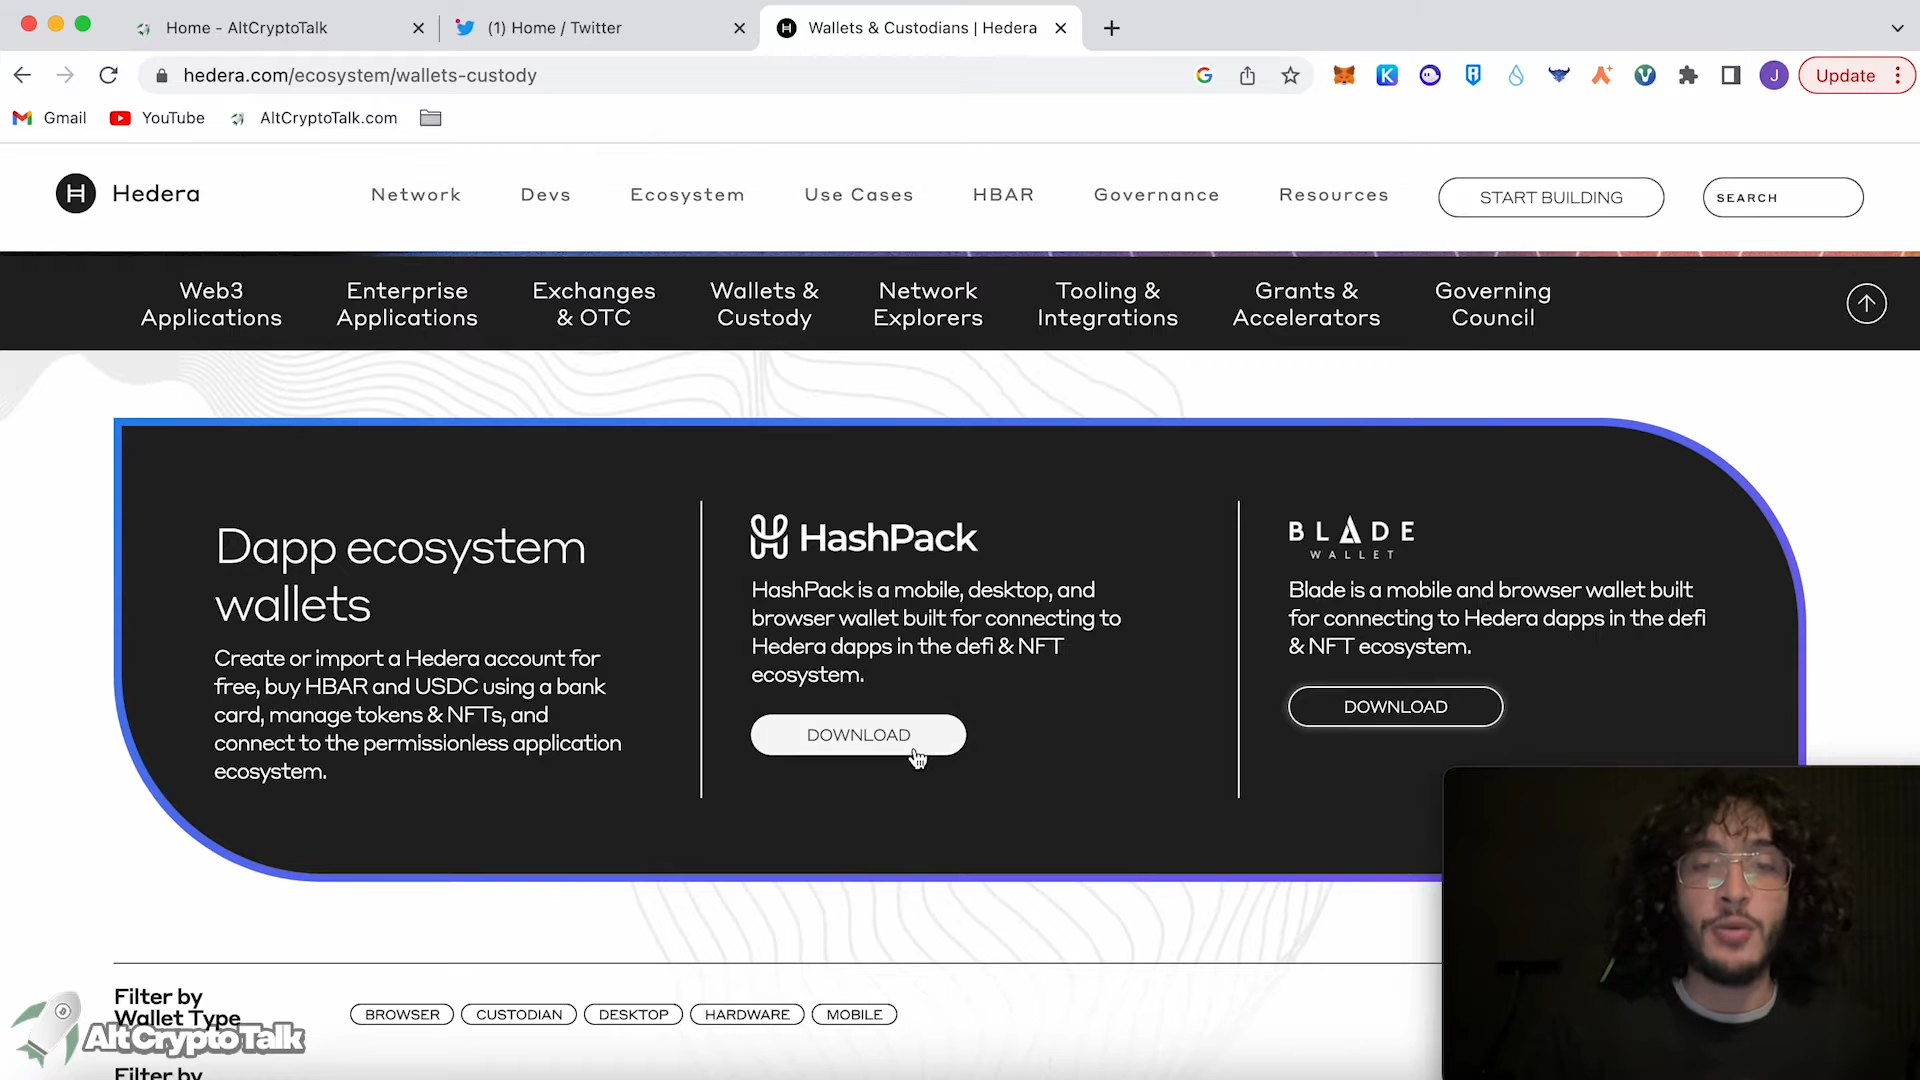 Home - AltCryptoTalk
(1) Home / Twitter
Wallets & Custodians | Hedera
hedera.com/ecosystem/wallets-custody
Update
Gmail
YouTube
AltCryptoTalk.com
Hedera
Network
Devs
Ecosystem
Use Cases
HBAR
Governance
Resources
START BUILDING
SEARCH
Web3
Applications
Enterprise
Applications
Exchanges
& OTC
Wallets &
Custody
Network
Explorers
Tooling &
Integrations
Grants &
Accelerators
Governing
Council
Dapp ecosystem
wallets
Create or import a Hedera account for
free, buy HBAR and USDC using a bank
card, manage tokens & NFTs, and
connect to the permissionless application
ecosystem.
HashPack
HashPack is a mobile, desktop, and
browser wallet built for connecting to
Hedera dapps in the defi & NFT
ecosystem.
DOWNLOAD
BLADE
WALLET
Blade is a mobile and browser wallet built
for connecting to Hedera dapps in the defi
& NFT ecosystem.
DOWNLOAD
Filter by
Wallet Type
BROWSER
CUSTODIAN
DESKTOP
HARDWARE
MOBILE
AltCryptoTalk
Filter by